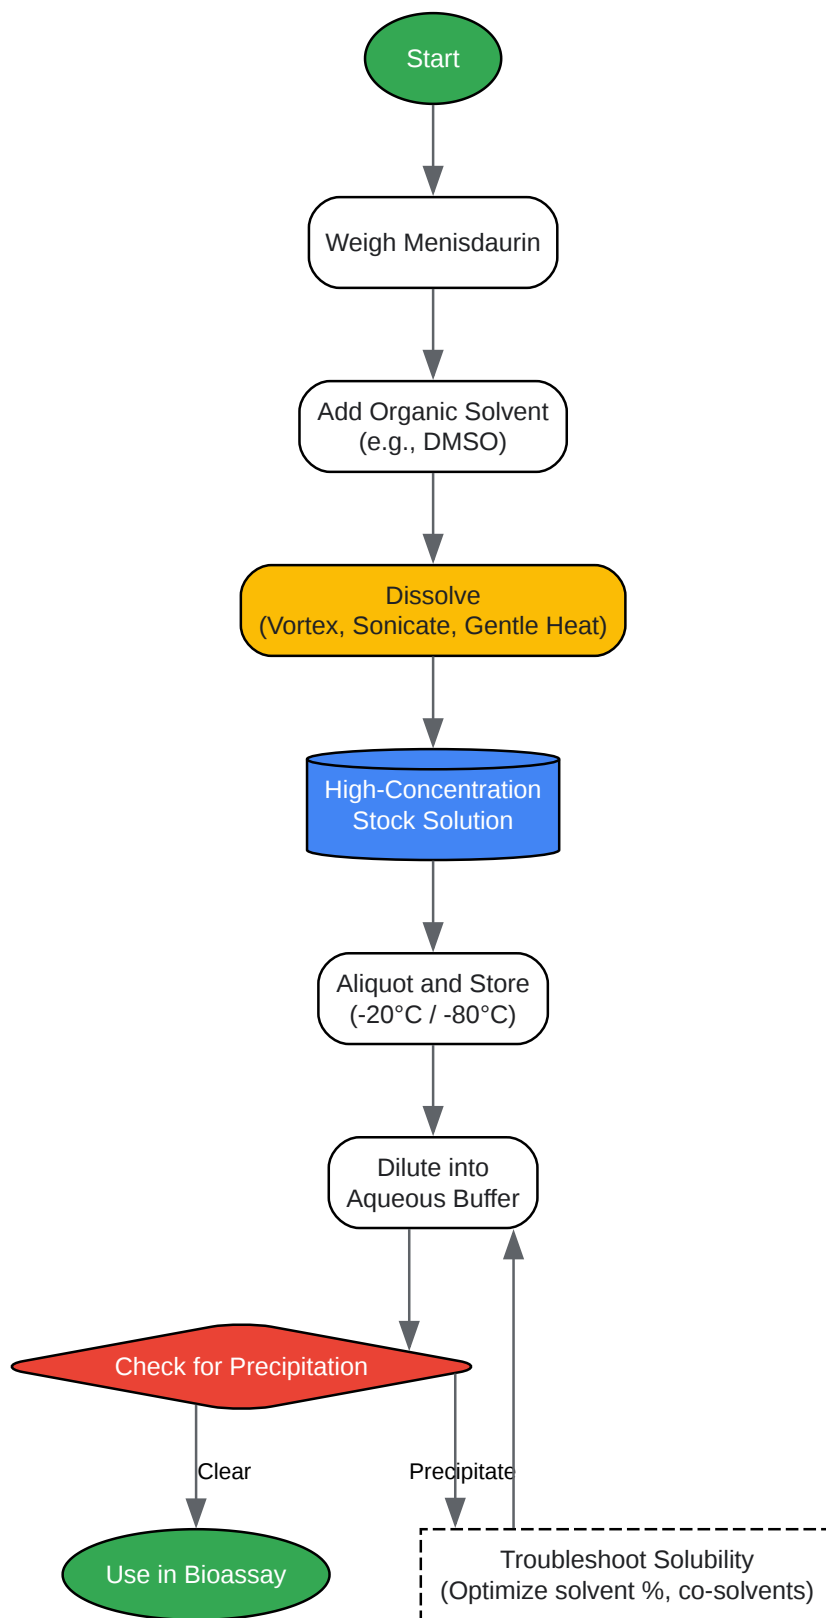 Start
Weigh Menisdaurin
Add Organic Solvent
(e.g., DMSO)
Dissolve
(Vortex, Sonicate, Gentle Heat)
High-Concentration
Stock Solution
Aliquot and Store
(-20°C / -80°C)
Dilute into
Aqueous Buffer
Check for Precipitation
Clear
Precipitate
Use in Bioassay
Troubleshoot Solubility
(Optimize solvent %, co-solvents)